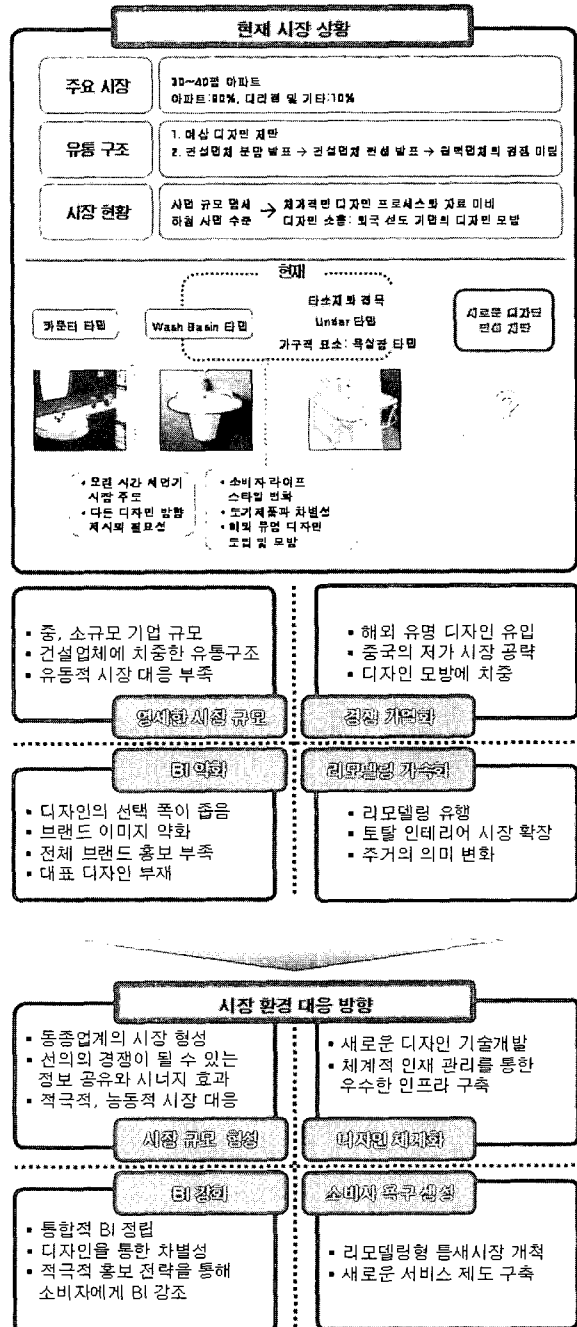 현재 시장 상황
주요 시장
30~40평 아파트
아파트:90%, 및 기타:10%
유통 구조
1. 예상 디자인 제안
2. 건설업체 분양 발표 → 건설업체 선정 발표 → 협력업체의 경쟁
시장 현황
사업 규모 영세
하청 사업 수준
→
체계적인 디자인 프로세스와 자료 미비
디자인 소홀: 외국 선도 기업의 디자인 모방
현재
카운터 타입
Wash Basin 타입
타소재와 접목
Under 타입
가구적 요소: 욕실장 타입
새로운 디자인
제안
• 오랜 시간 세면기
시장 주도
• 다른 디자인 방향
제시의 필요성
• 소비자 라이프
스타일 변화
• 도기제품과 차별성
• 해외 유명 디자인
도입 및 모방
▪ 중, 소규모 기업 규모
▪ 건설업체에 치중한 유통구조
▪ 유동적 시장 대응 부족
영세한 시장 규모
▪ 해외 유명 디자인 유입
▪ 중국의 저가 시장 공략
▪ 디자인 모방에 치중
경쟁 가열화
BI 약화
▪ 디자인의 선택 폭이 좁음
▪ 브랜드 이미지 약화
▪ 전체 브랜드 홍보 부족
▪ 대표 디자인 부재
리모델링 가속화
▪ 리모델링 유행
▪ 토탈 인테리어 시장 확장
▪ 주거의 의미 변화
시장 환경 대응 방향
▪ 동종업계의 시장 형성
▪ 선의의 경쟁이 될 수 있는
정보 공유와 시너지 효과
▪ 적극적, 능동적 시장 대응
시장 규모 형성
▪ 새로운 디자인 기술개발
▪ 체계적 인재 관리를 통한
우수한 인프라 구축
디자인 체계화
BI 강화
▪ 통합적 BI 정립
▪ 디자인을 통한 차별성
▪ 적극적 홍보 전략을 통해
소비자에게 BI 강조
소비자 욕구 생성
▪ 리모델링형 틈새시장 개척
▪ 새로운 서비스 제도 구축